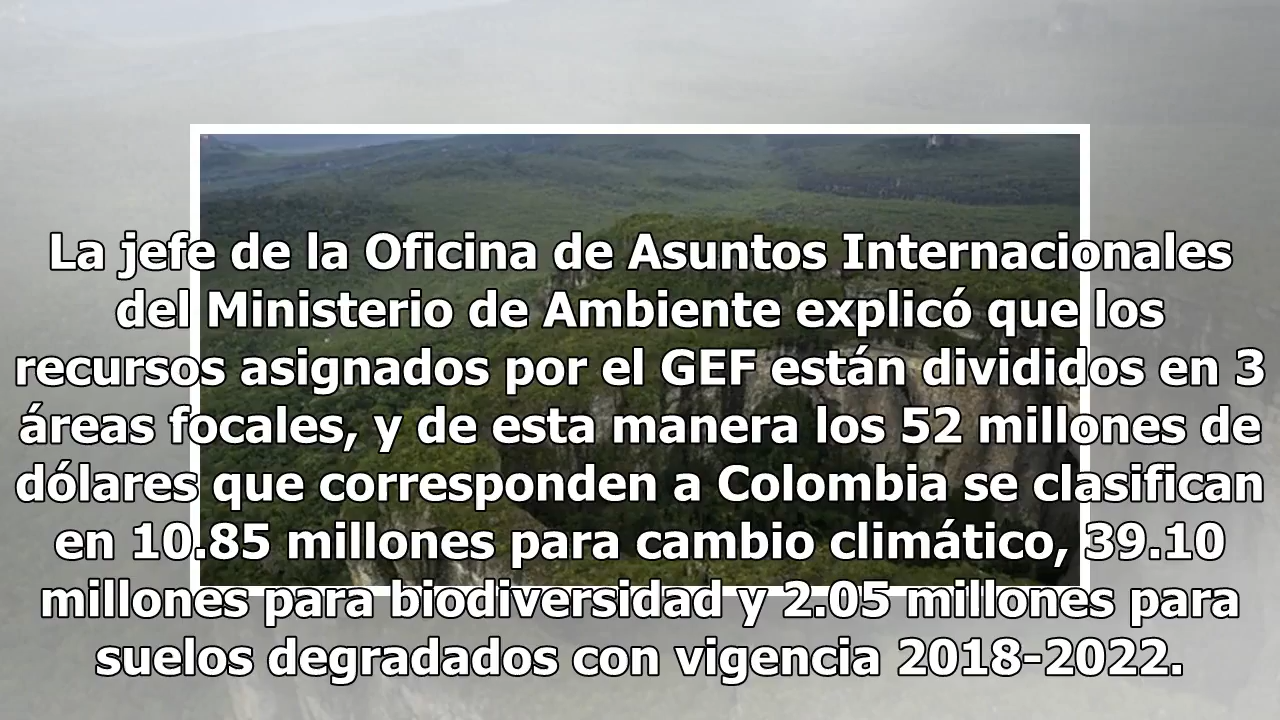 La jefe de la Oficina de Asuntos Internacionales
del Ministerio de Ambiente explicó que los
recursos asignados por el GEF están divididos en 3
áreas focales, y de esta manera los 52 millones de
dólares que corresponden a Colombia se clasifican
en 10.85 millones para cambio climático, 39.10
millones para biodiversidad y 2.05 millones para
suelos degradados con vigencia 2018-2022.